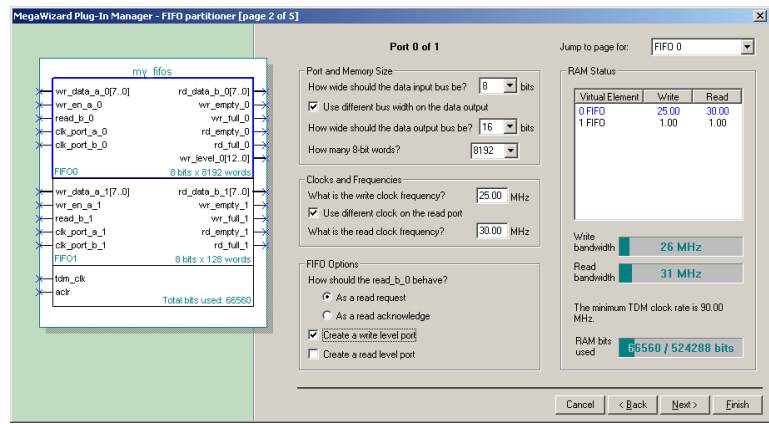 MegaWizard Plug-In Manager - FIFO partitioner [page 2 of 5]
my_fifos
wr_data_a_0[7..0] rd_data_b_0[7..0]
wr_en_a_0 wr_empty_0
read_b_0 wr_full_0
clk_port_a_0 rd_empty_0
clk_port_b_0 rd_full_0
wr_level_0[12..0]
FIFO0 8 bits x 8192 words
wr_data_a_1[7..0] rd_data_b_1[7..0]
wr_en_a_1 wr_empty_1
read_b_1 wr_full_1
clk_port_a_1 rd_empty_1
clk_port_b_1 rd_full_1
FIFO1 8 bits x 128 words
tdm_clk
aclr
Total bits used: 66560
Port 0 of 1
Jump to page for: FIFO 0
Port and Memory Size
How wide should the data input bus be? 8 bits
Use different bus width on the data output
How wide should the data output bus be? 16 bits
How many 8-bit words? 8192
Clocks and Frequencies
What is the write clock frequency? 25.00 MHz
Use different clock on the read port
What is the read clock frequency? 30.00 MHz
FIFO Options
How should the read_b_0 behave?
As a read request
As a read acknowledge
Create a write level port
Create a read level port
RAM Status
Virtual Element Write Read
0 FIFO 25.00 30.00
1 FIFO 1.00 1.00
Write
bandwidth 26 MHz
Read
bandwidth 31 MHz
The minimum TDM clock rate is 90.00
MHz.
RAM bits
used 66560 / 524288 bits
Cancel < Back Next > Finish